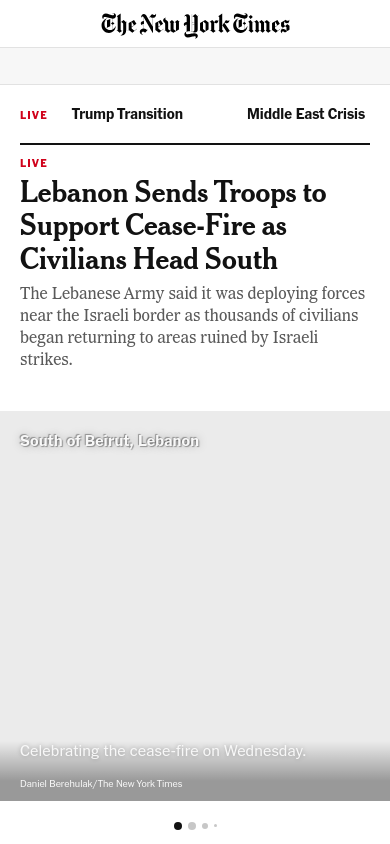 The New York Times
LIVE Trump Transition Middle East Crisis
LIVE
Lebanon Sends Troops to
Support Cease-Fire as
Civilians Head South
The Lebanese Army said it was deploying forces
near the Israeli border as thousands of civilians
began returning to areas ruined by Israeli
strikes.
South of Beirut, Lebanon
Celebrating the cease-fire on Wednesday.
Daniel Berehulak/The New York Times